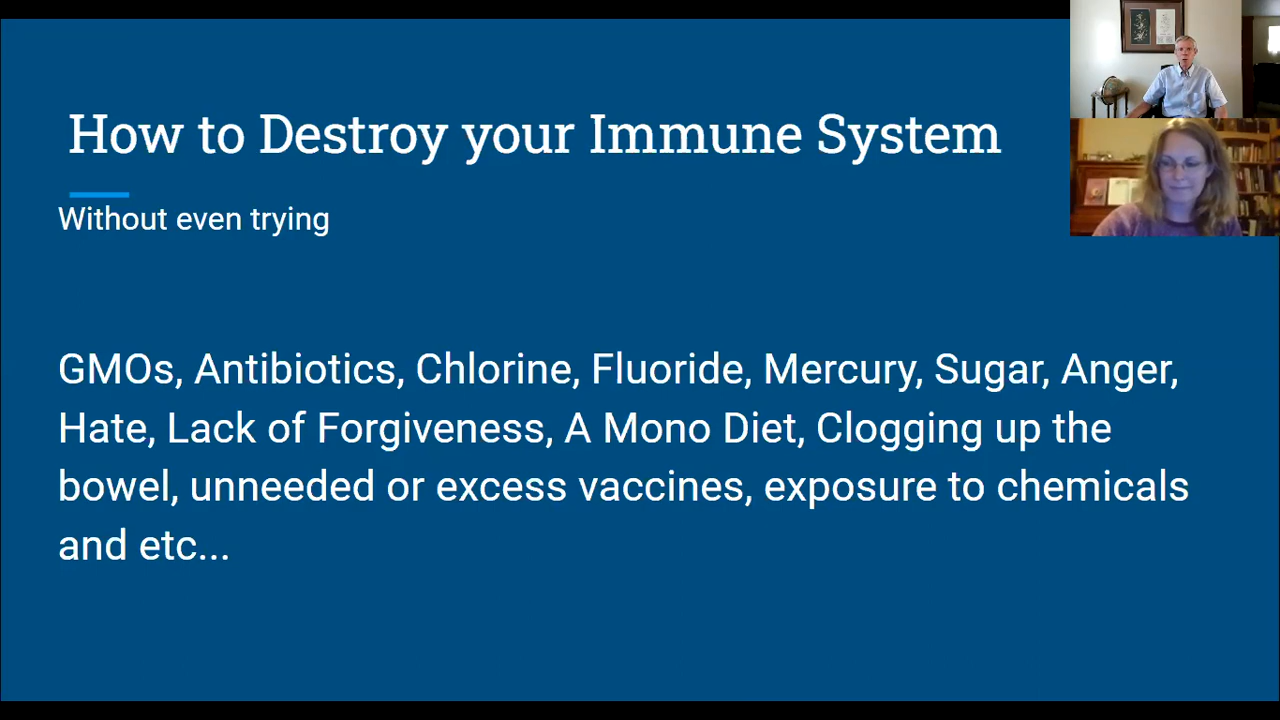 How to Destroy your Immune System
Without even trying
GMOs, Antibiotics, Chlorine, Fluoride, Mercury, Sugar, Anger,
Hate, Lack of Forgiveness, A Mono Diet, Clogging up the
bowel, unneeded or excess vaccines, exposure to chemicals
and etc...